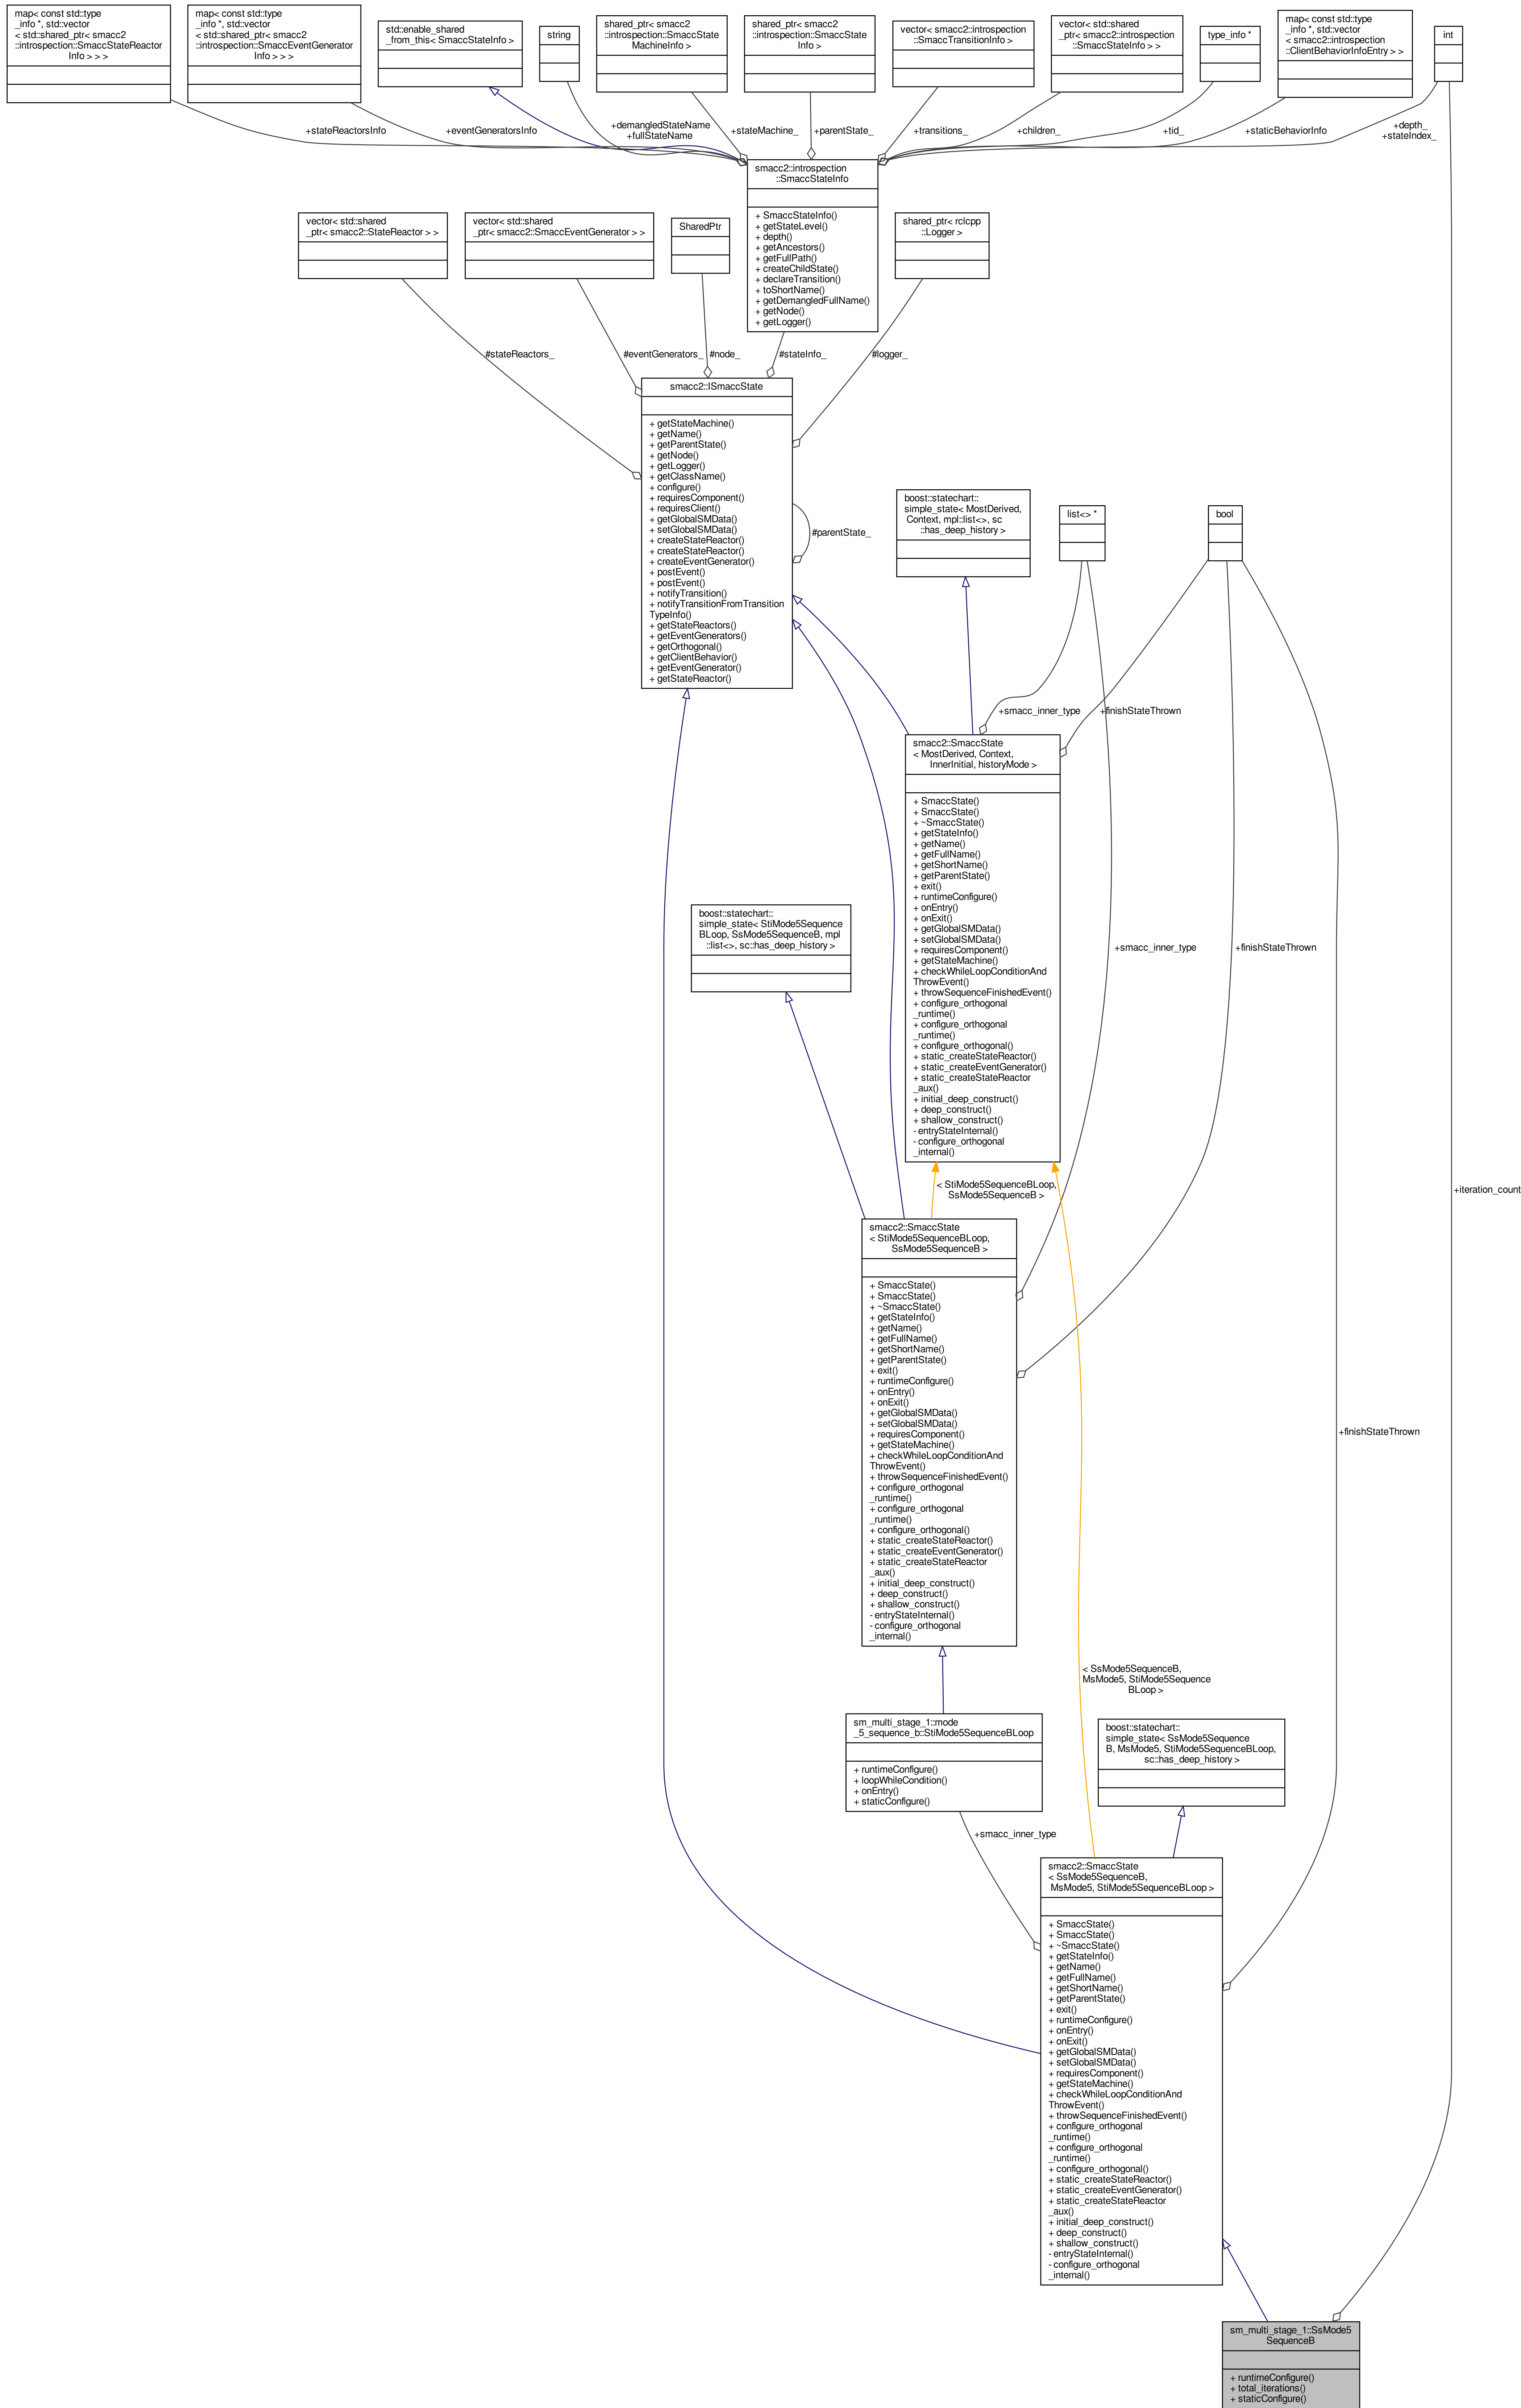 map< const std::type
_info *, std::vector
< std::shared_ptr< smacc2
::introspection::SmaccStateReactor
Info > > >
map< const std::type
_info *, std::vector
< std::shared_ptr< smacc2
::introspection::SmaccEventGenerator
Info > > >
std::enable_shared
_from_this< SmaccStateInfo >
string
shared_ptr< smacc2
::introspection::SmaccState
MachineInfo >
shared_ptr< smacc2
::introspection::SmaccState
Info >
vector< smacc2::introspection
::SmaccTransitionInfo >
vector< std::shared
_ptr< smacc2::introspection
::SmaccStateInfo > >
type_info *
map< const std::type
_info *, std::vector
< smacc2::introspection
::ClientBehaviorInfoEntry > >
int
+stateReactorsInfo
+eventGeneratorsInfo
+demangledStateName
+fullStateName
+stateMachine_
+parentState_
+transitions_
+children_
+tid_
+staticBehaviorInfo
+depth_
+stateIndex_
smacc2::introspection
::SmaccStateInfo
+ SmaccStateInfo()
+ getStateLevel()
+ depth()
+ getAncestors()
+ getFullPath()
+ createChildState()
+ declareTransition()
+ toShortName()
+ getDemangledFullName()
+ getNode()
+ getLogger()
vector< std::shared
_ptr< smacc2::StateReactor > >
vector< std::shared
_ptr< smacc2::SmaccEventGenerator > >
SharedPtr
shared_ptr< rclcpp
::Logger >
#stateReactors_
#eventGenerators_
#node_
#stateInfo_
#logger_
smacc2::ISmaccState
+ getStateMachine()
+ getName()
+ getParentState()
+ getNode()
+ getLogger()
+ getClassName()
+ configure()
+ requiresComponent()
+ requiresClient()
+ getGlobalSMData()
+ setGlobalSMData()
+ createStateReactor()
+ createStateReactor()
+ createEventGenerator()
+ postEvent()
+ postEvent()
+ notifyTransition()
+ notifyTransitionFromTransition
TypeInfo()
+ getStateReactors()
+ getEventGenerators()
+ getOrthogonal()
+ getClientBehavior()
+ getEventGenerator()
+ getStateReactor()
#parentState_
boost::statechart::
simple_state< MostDerived,
Context, mpl::list<>, sc
::has_deep_history >
list<> *
bool
+smacc_inner_type
+finishStateThrown
smacc2::SmaccState
< MostDerived, Context,
InnerInitial, historyMode >
+ SmaccState()
+ SmaccState()
+ ~SmaccState()
+ getStateInfo()
+ getName()
+ getFullName()
+ getShortName()
+ getParentState()
+ exit()
+ runtimeConfigure()
+ onEntry()
+ onExit()
+ getGlobalSMData()
+ setGlobalSMData()
+ requiresComponent()
+ getStateMachine()
+ checkWhileLoopConditionAnd
ThrowEvent()
+ throwSequenceFinishedEvent()
+ configure_orthogonal
_runtime()
+ configure_orthogonal
_runtime()
+ configure_orthogonal()
+ static_createStateReactor()
+ static_createEventGenerator()
+ static_createStateReactor
_aux()
+ initial_deep_construct()
+ deep_construct()
+ shallow_construct()
- entryStateInternal()
- configure_orthogonal
_internal()
boost::statechart::
simple_state< StiMode5Sequence
BLoop, SsMode5SequenceB, mpl
::list<>, sc::has_deep_history >
+smacc_inner_type
+finishStateThrown
< StiMode5SequenceBLoop,
SsMode5SequenceB >
+iteration_count
smacc2::SmaccState
< StiMode5SequenceBLoop,
SsMode5SequenceB >
+ SmaccState()
+ SmaccState()
+ ~SmaccState()
+ getStateInfo()
+ getName()
+ getFullName()
+ getShortName()
+ getParentState()
+ exit()
+ runtimeConfigure()
+ onEntry()
+ onExit()
+ getGlobalSMData()
+ setGlobalSMData()
+ requiresComponent()
+ getStateMachine()
+ checkWhileLoopConditionAnd
ThrowEvent()
+ throwSequenceFinishedEvent()
+ configure_orthogonal
_runtime()
+ configure_orthogonal
_runtime()
+ configure_orthogonal()
+ static_createStateReactor()
+ static_createEventGenerator()
+ static_createStateReactor
_aux()
+ initial_deep_construct()
+ deep_construct()
+ shallow_construct()
- entryStateInternal()
- configure_orthogonal
_internal()
+finishStateThrown
< SsMode5SequenceB,
MsMode5, StiMode5Sequence
BLoop >
sm_multi_stage_1::mode
_5_sequence_b::StiMode5SequenceBLoop
+ runtimeConfigure()
+ loopWhileCondition()
+ onEntry()
+ staticConfigure()
boost::statechart::
simple_state< SsMode5Sequence
B, MsMode5, StiMode5SequenceBLoop,
sc::has_deep_history >
+smacc_inner_type
smacc2::SmaccState
< SsMode5SequenceB,
MsMode5, StiMode5SequenceBLoop >
+ SmaccState()
+ SmaccState()
+ ~SmaccState()
+ getStateInfo()
+ getName()
+ getFullName()
+ getShortName()
+ getParentState()
+ exit()
+ runtimeConfigure()
+ onEntry()
+ onExit()
+ getGlobalSMData()
+ setGlobalSMData()
+ requiresComponent()
+ getStateMachine()
+ checkWhileLoopConditionAnd
ThrowEvent()
+ throwSequenceFinishedEvent()
+ configure_orthogonal
_runtime()
+ configure_orthogonal
_runtime()
+ configure_orthogonal()
+ static_createStateReactor()
+ static_createEventGenerator()
+ static_createStateReactor
_aux()
+ initial_deep_construct()
+ deep_construct()
+ shallow_construct()
- entryStateInternal()
- configure_orthogonal
_internal()
sm_multi_stage_1::SsMode5
SequenceB
+ runtimeConfigure()
+ total_iterations()
+ staticConfigure()